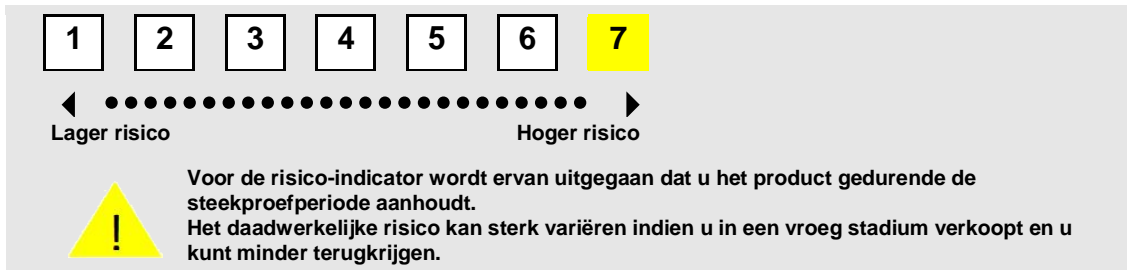 1 2 3 4 5 6 7
Lager risico Hoger risico
Voor de risico-indicator wordt ervan uitgegaan dat u het product gedurende de
steekproefperiode aanhoudt.
Het daadwerkelijke risico kan sterk variëren indien u in een vroeg stadium verkoopt en u
kunt minder terugkrijgen.
!